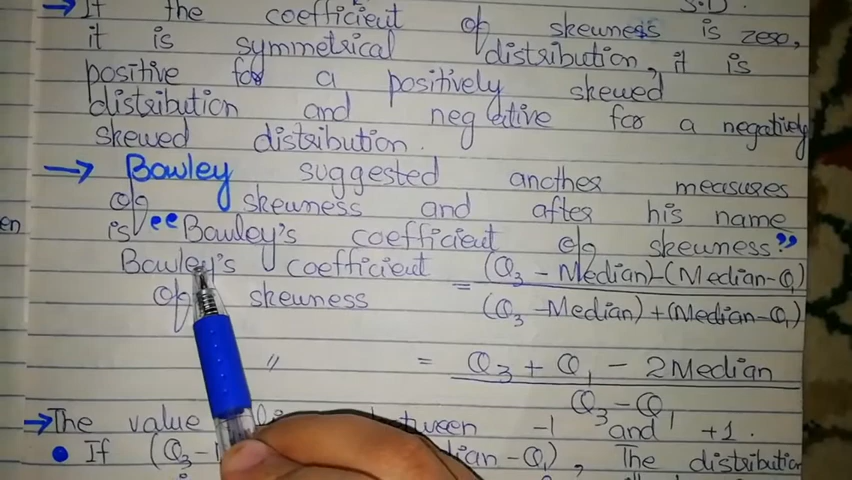 S.D.
→ If the coefficient of skewness is zero,
it is symmetrical distribution, it is
positive for a positively skewed
distribution and negative for a negatively
skewed distribution.
→ Bowley suggested another measures
of skewness and after his name
en is "Bowley's coefficient of skewness"
Bowley's coefficient of skewness = (Q3 - Median) - (Median - Q1) / (Q3 - Median) + (Median - Q1)
" = Q3 + Q1 - 2Median / Q3 - Q1
→ The value between -1 and +1.
• If (Q3 - dian - Q1), The distribution